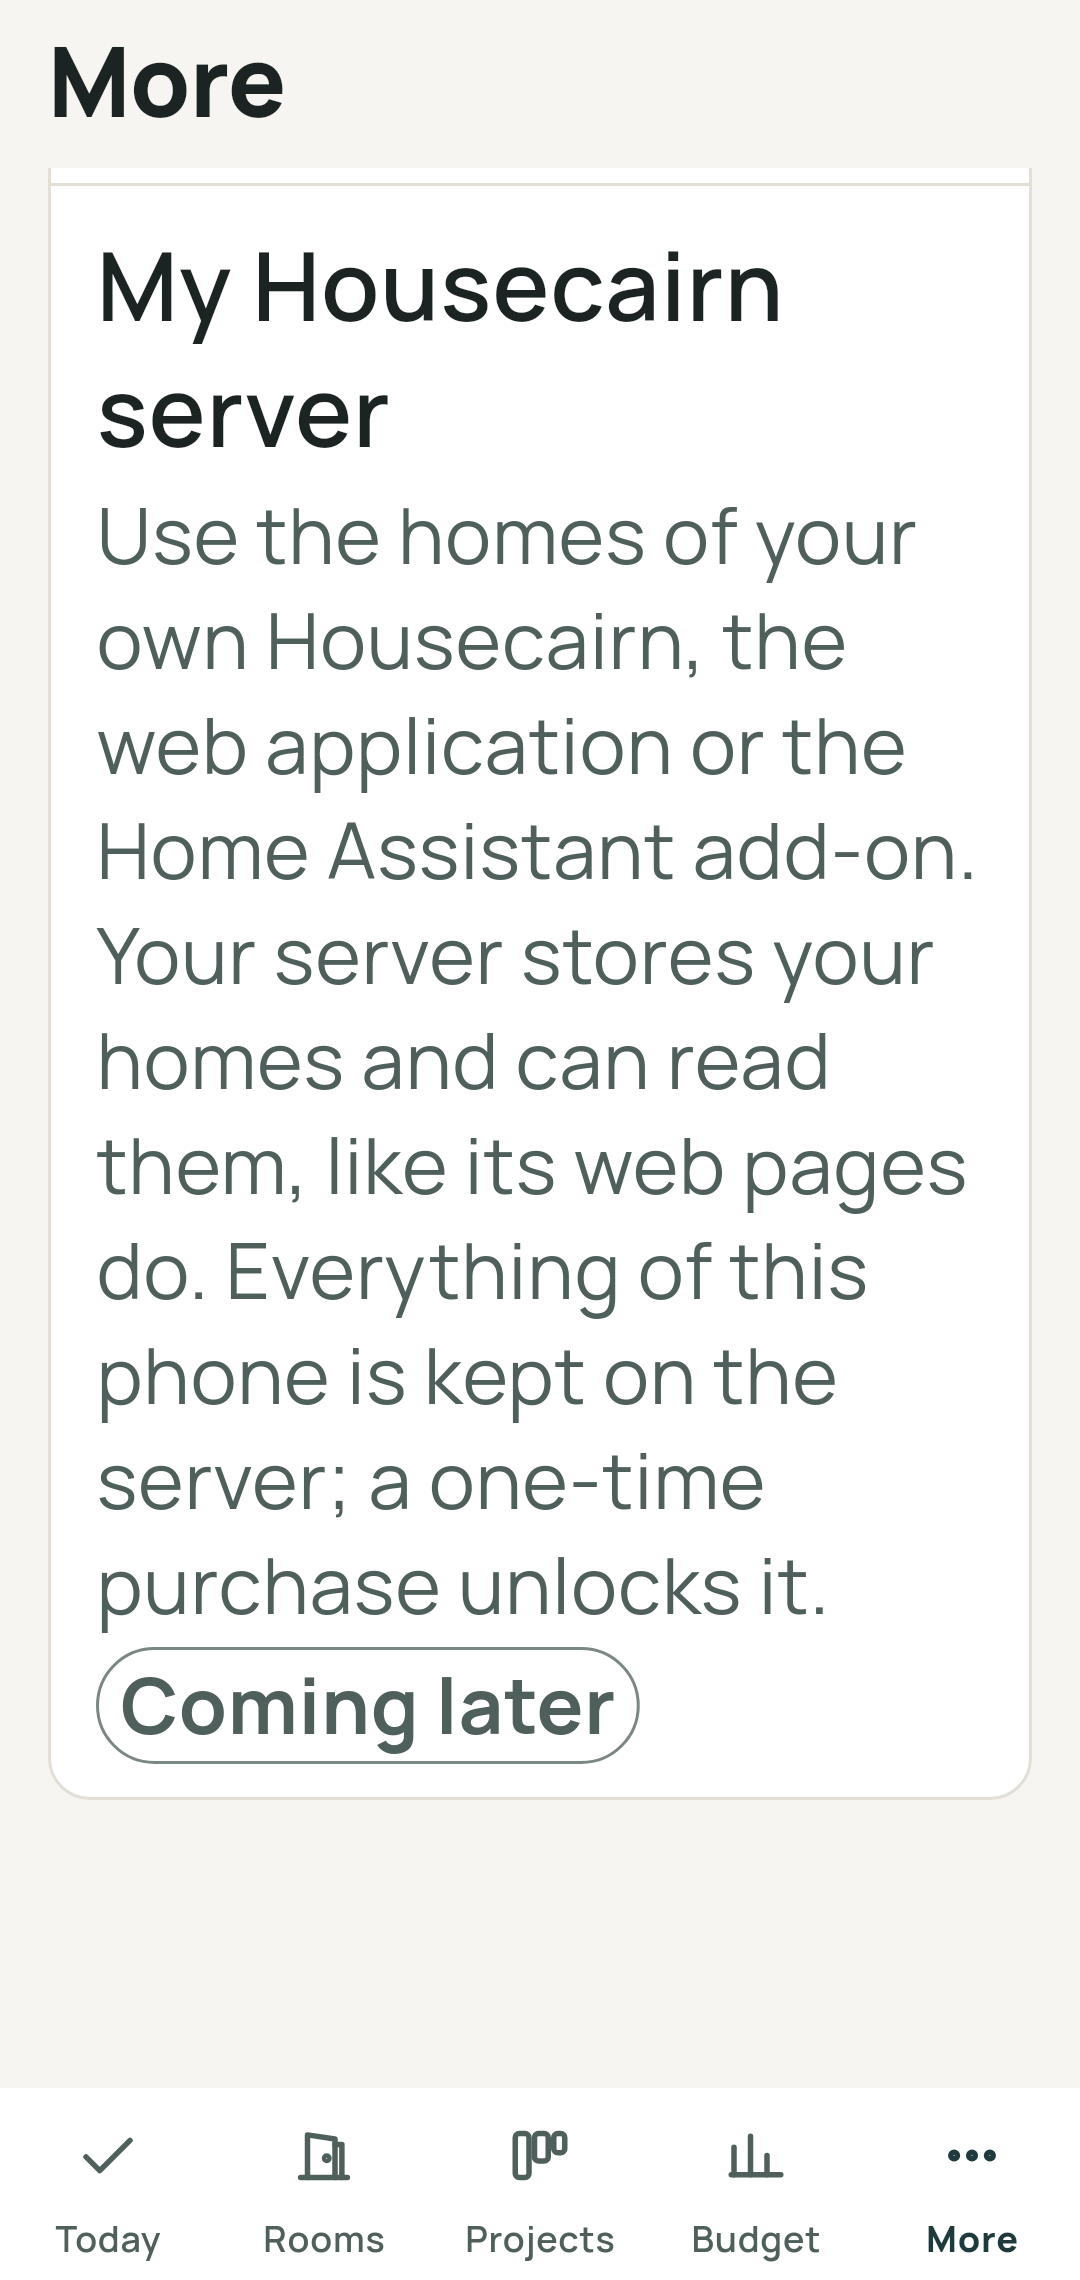 More
My Housecairn
server
Use the homes of your
own Housecairn, the
web application or the
Home Assistant add-on.
Your server stores your
homes and can read
them, like its web pages
do. Everything of this
phone is kept on the
server; a one-time
purchase unlocks it.
Coming later
Today
Rooms
Projects
Budget
More